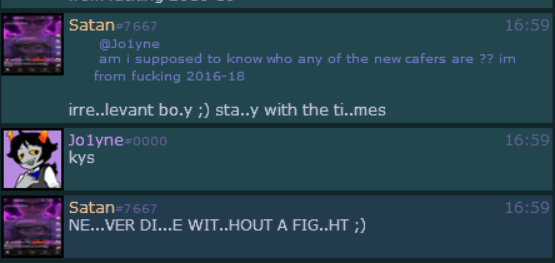 Satan#7667 16:59
@Jo1yne
am i supposed to know who any of the new cafers are ?? im
from fucking 2016-18
irre..levant bo.y ;) sta..y with the ti..mes
Jo1yne#0000 16:59
kys
Satan#7667 16:59
NE...VER DI...E WIT..HOUT A FIG..HT ;)